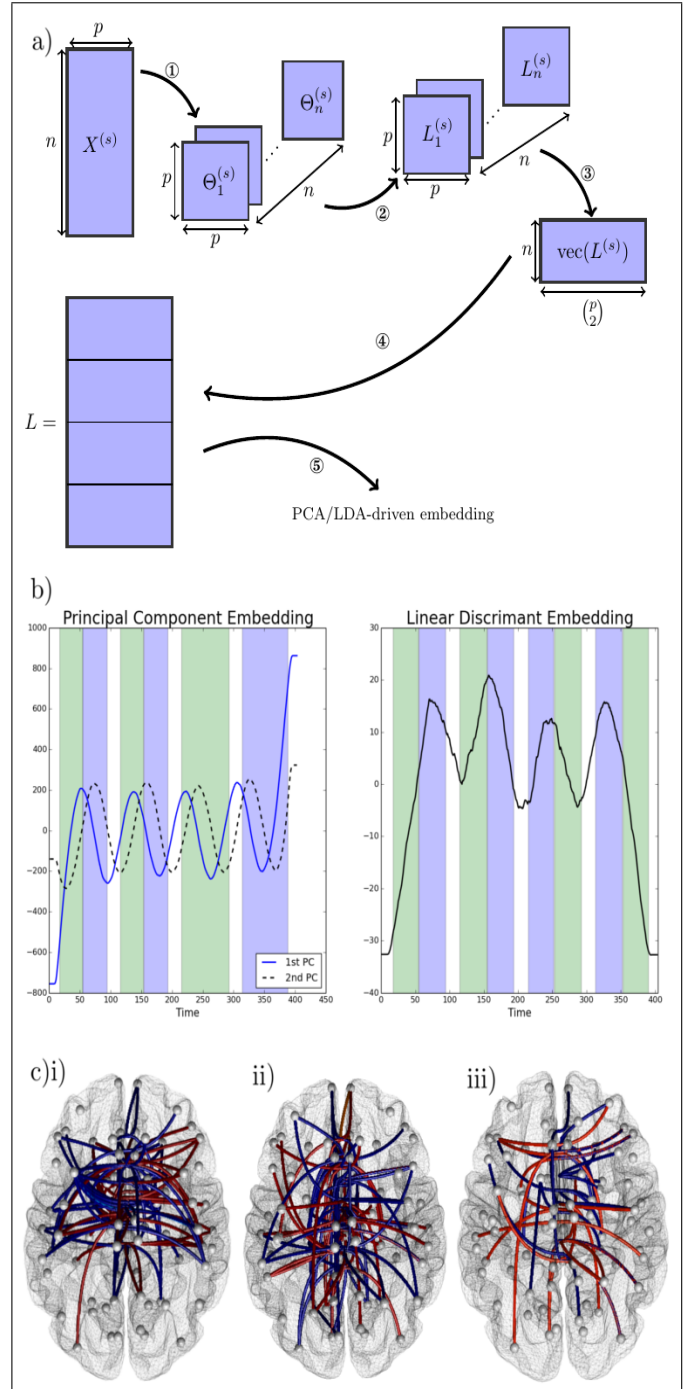 a)
p
n
X^{(s)}
①
p
Θ_1^{(s)}
p
Θ_n^{(s)}
n
②
p
L_1^{(s)}
p
L_n^{(s)}
n
③
n
vec(L^{(s)})
(p 2)
④
L =
⑤
PCA/LDA-driven embedding
b)
Principal Component Embedding
1000
800
600
400
200
0
−200
−400
−600
−800
0 50 100 150 200 250 300 350 400 450
Time
1st PC
2nd PC
Linear Discrimant Embedding
30
20
10
0
−10
−20
−30
−40
0 50 100 150 200 250 300 350 400
Time
c)i)
ii)
iii)